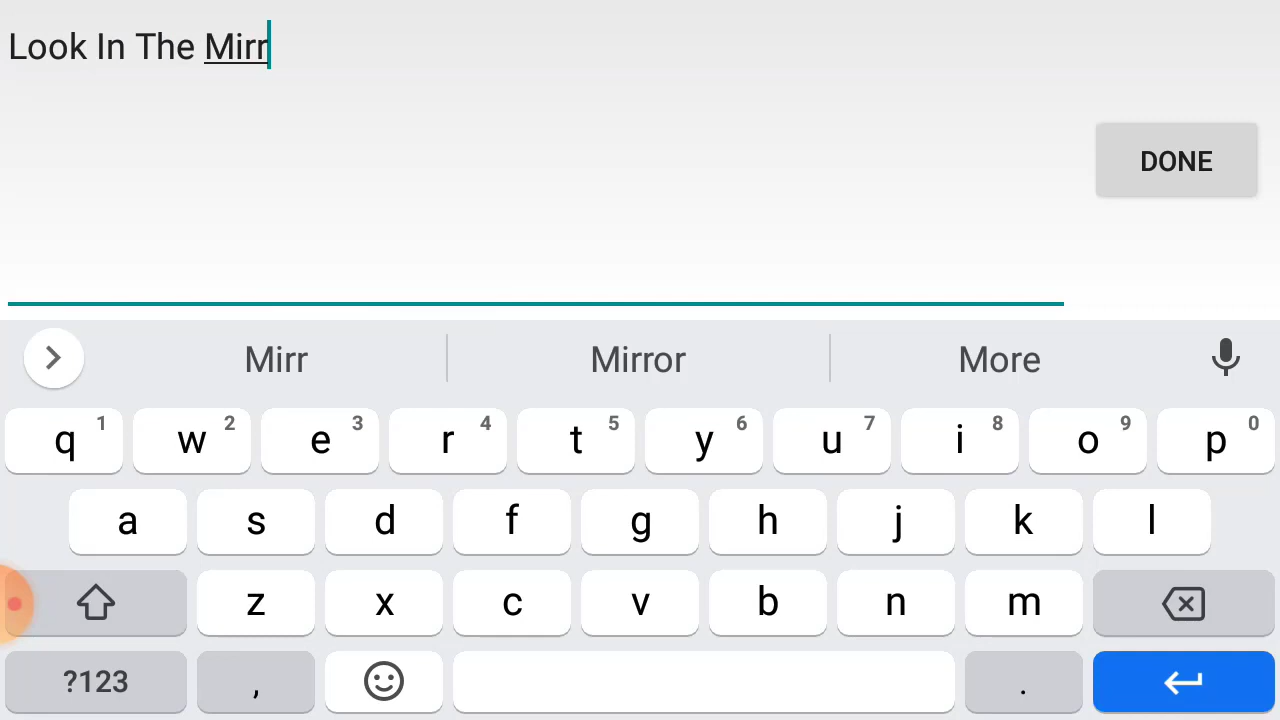 Look In The Mirr
DONE
Mirr Mirror More
q 1 w 2 e 3 r 4 t 5 y 6 u 7 i 8 o 9 p 0
a s d f g h j k l
z x c v b n m
?123 , .